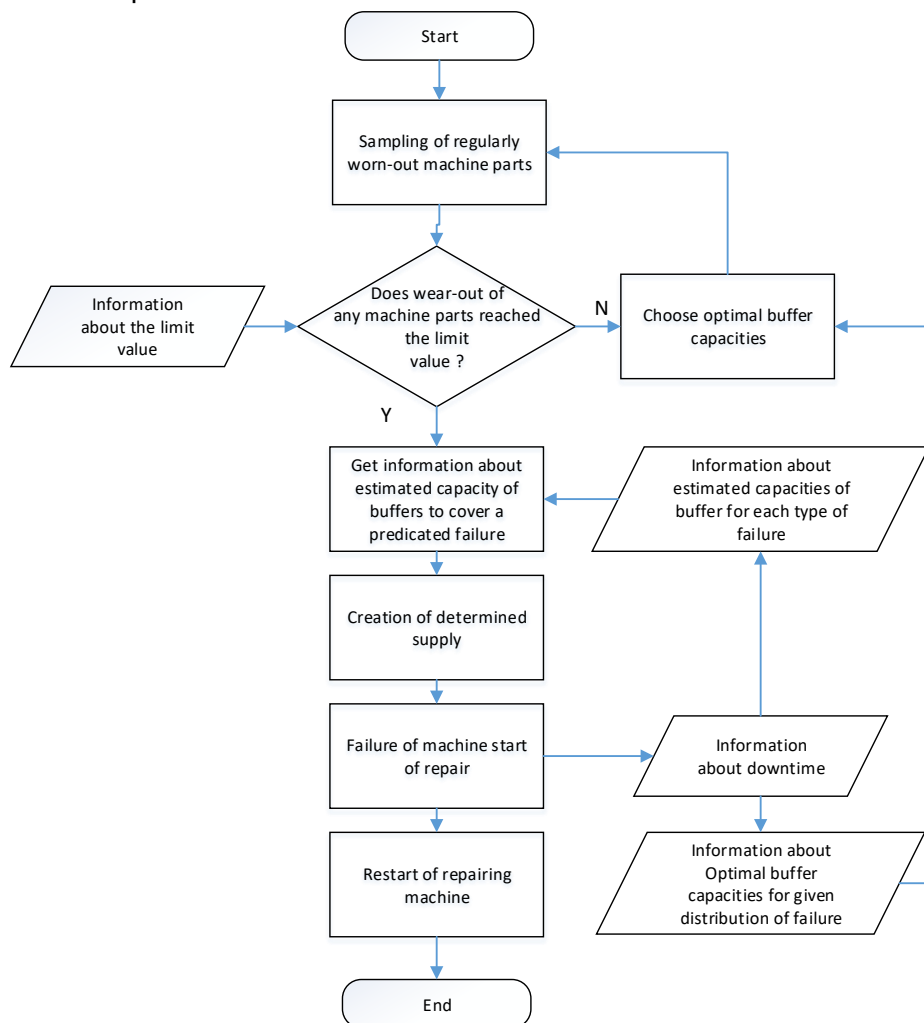 Start
Sampling of regularly
worn-out machine parts
Does wear-out of
any machine parts reached
the limit
value ?
Information
about the limit
value
N
Choose optimal buffer
capacities
Y
Get information about
estimated capacity of
buffers to cover a
predicated failure
Information about
estimated capacities of
buffer for each type of
failure
Creation of determined
supply
Failure of machine start
of repair
Information
about downtime
Restart of repairing
machine
Information about
Optimal buffer
capacities for given
distribution of failure
End